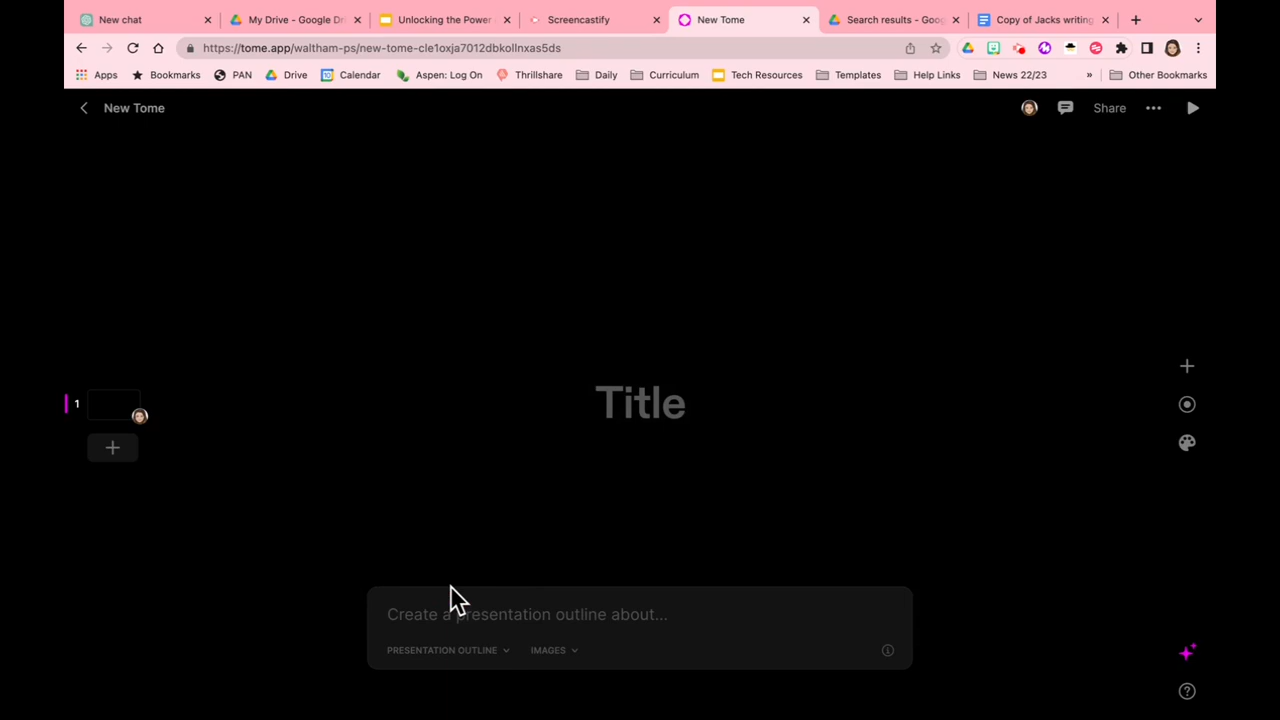 New chat
My Drive - Google Dri
Unlocking the Power
Screencastify
New Tome
Search results - Goog
Copy of Jacks writing
https://tome.app/waltham-ps/new-tome-cle1oxja7012dbkollnxas5ds
Apps
Bookmarks
PAN
Drive
10
Calendar
Aspen: Log On
Thrillshare
Daily
Curriculum
Tech Resources
Templates
Help Links
News 22/23
»
Other Bookmarks
New Tome
Share
Title
1
Create a presentation outline about...
PRESENTATION OUTLINE
IMAGES